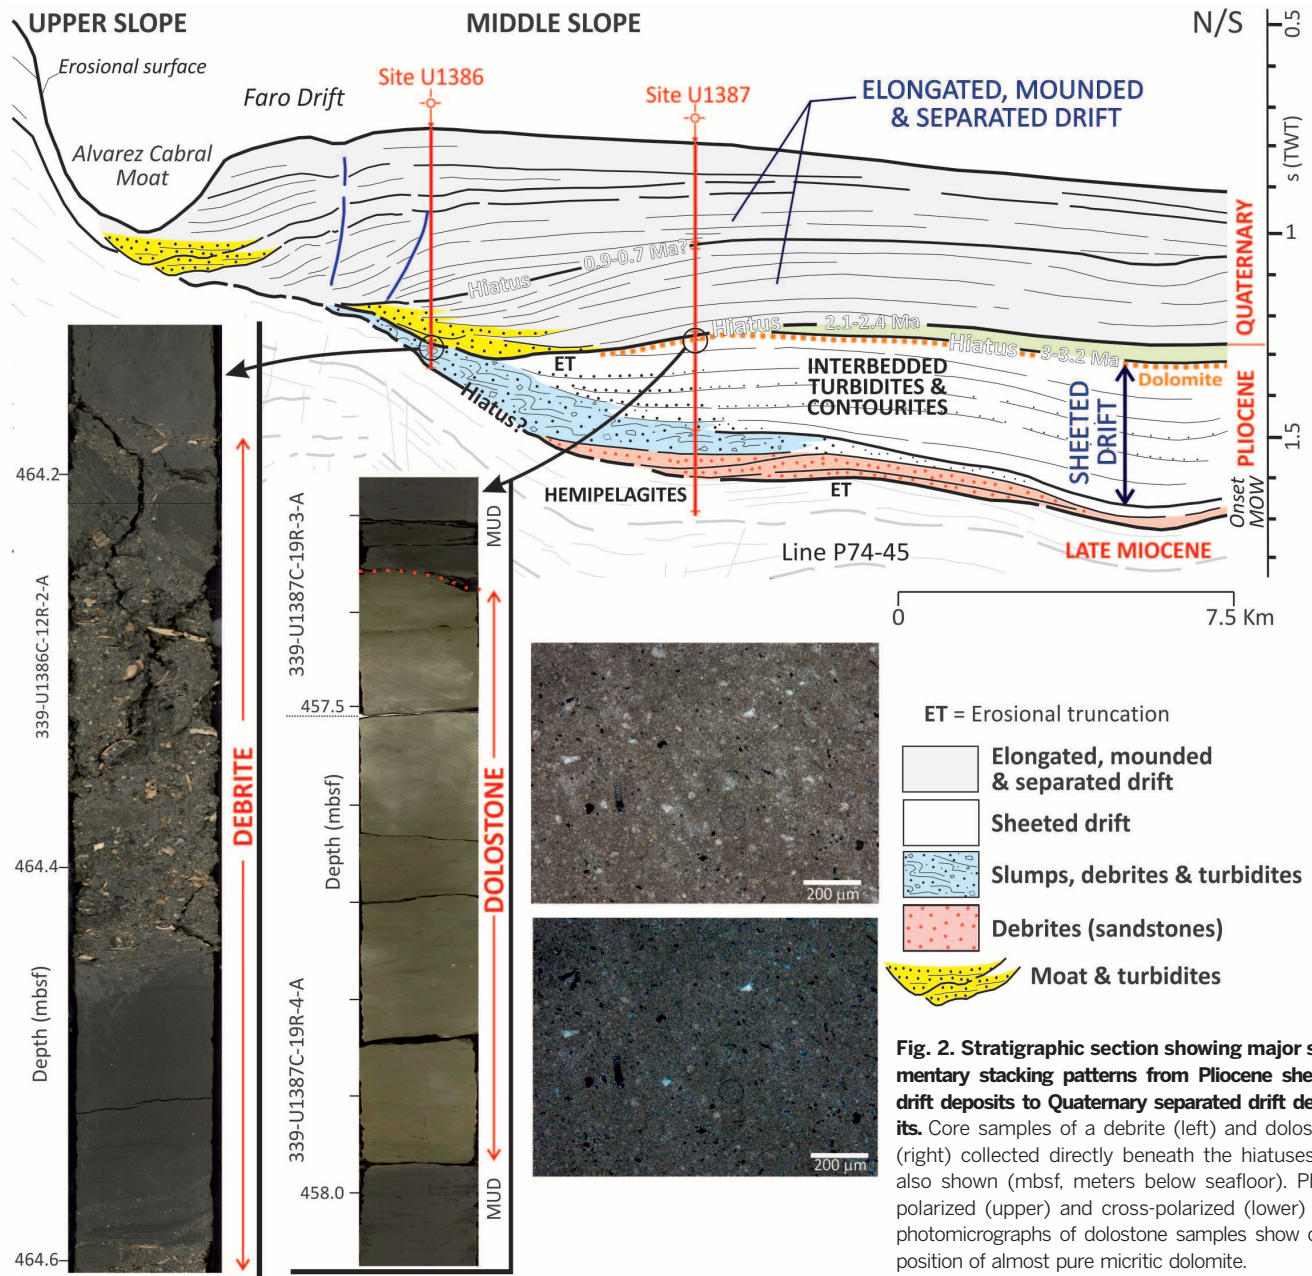 UPPER SLOPE
MIDDLE SLOPE
N/S
Erosional surface
Faro Drift
Alvarez Cabral
Moat
Site U1386
Site U1387
ELONGATED, MOUNDED
& SEPARATED DRIFT
0.5
s (TWT)
1
1.5
QUATERNARY
PLIOCENE
Onset
MOW
Hiatus
0.9-0.7 Ma?
Hiatus
2.1-2.4 Ma
Hiatus
3-3.2 Ma
Dolomite
ET
INTERBEDDED
TURBIDITES &
CONTOURITES
SHEETED
DRIFT
Hiatus?
HEMIPELAGITES
ET
LATE MIOCENE
Line P74-45
0
7.5 Km
464.2
464.4
464.6
339-U1386C-12R-2-A
Depth (mbsf)
DEBRITE
339-U1387C-19R-3-A
457.5
Depth (mbsf)
339-U1387C-19R-4-A
458.0
MUD
DOLOSTONE
MUD
200 µm
200 µm
ET = Erosional truncation
Elongated, mounded
& separated drift
Sheeted drift
Slumps, debrites & turbidites
Debrites (sandstones)
Moat & turbidites
Fig. 2. Stratigraphic section showing major s
mentary stacking patterns from Pliocene she
drift deposits to Quaternary separated drift de
its. Core samples of a debrite (left) and dolos
(right) collected directly beneath the hiatuses
also shown (mbsf, meters below seafloor). Pl
polarized (upper) and cross-polarized (lower)
photomicrographs of dolostone samples show c
position of almost pure micritic dolomite.